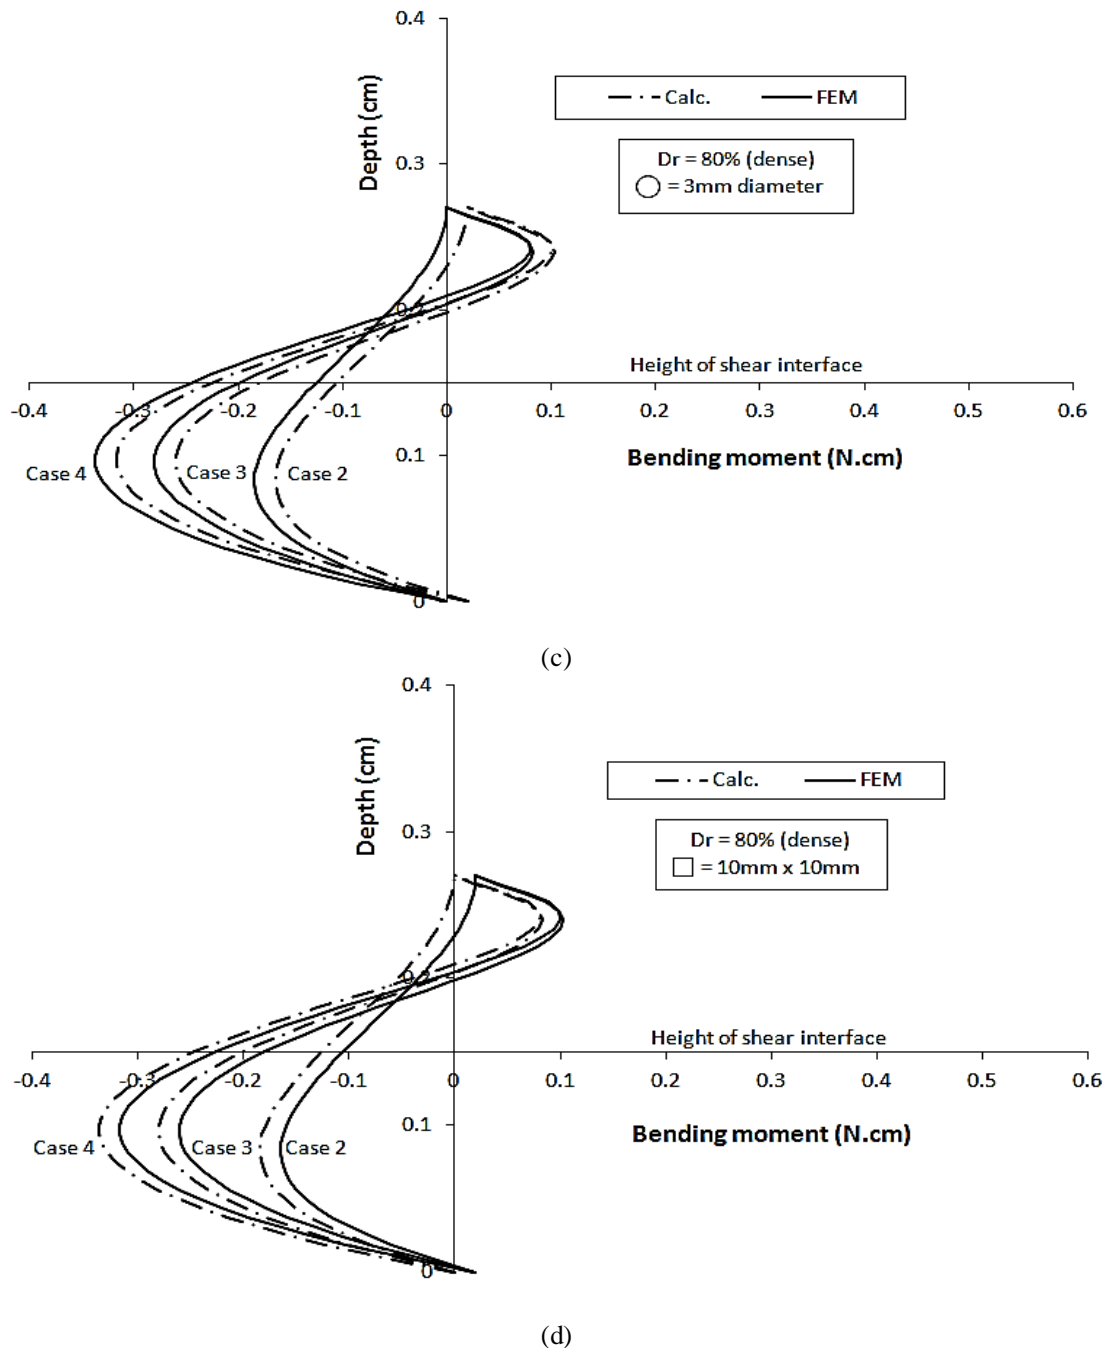 0.4
Depth (cm)
Calc. FEM
0.3
Dr = 80% (dense)
= 3mm diameter
0.2
Height of shear interface
-0.4 -0.3 -0.2 -0.1 0 0.1 0.2 0.3 0.4 0.5 0.6
0.1
Bending moment (N.cm)
Case 4 Case 3 Case 2
0
(c)
0.4
Depth (cm)
Calc. FEM
0.3
Dr = 80% (dense)
= 10mm x 10mm
0.2
Height of shear interface
-0.4 -0.3 -0.2 -0.1 0 0.1 0.2 0.3 0.4 0.5 0.6
0.1
Bending moment (N.cm)
Case 4 Case 3 Case 2
0
(d)